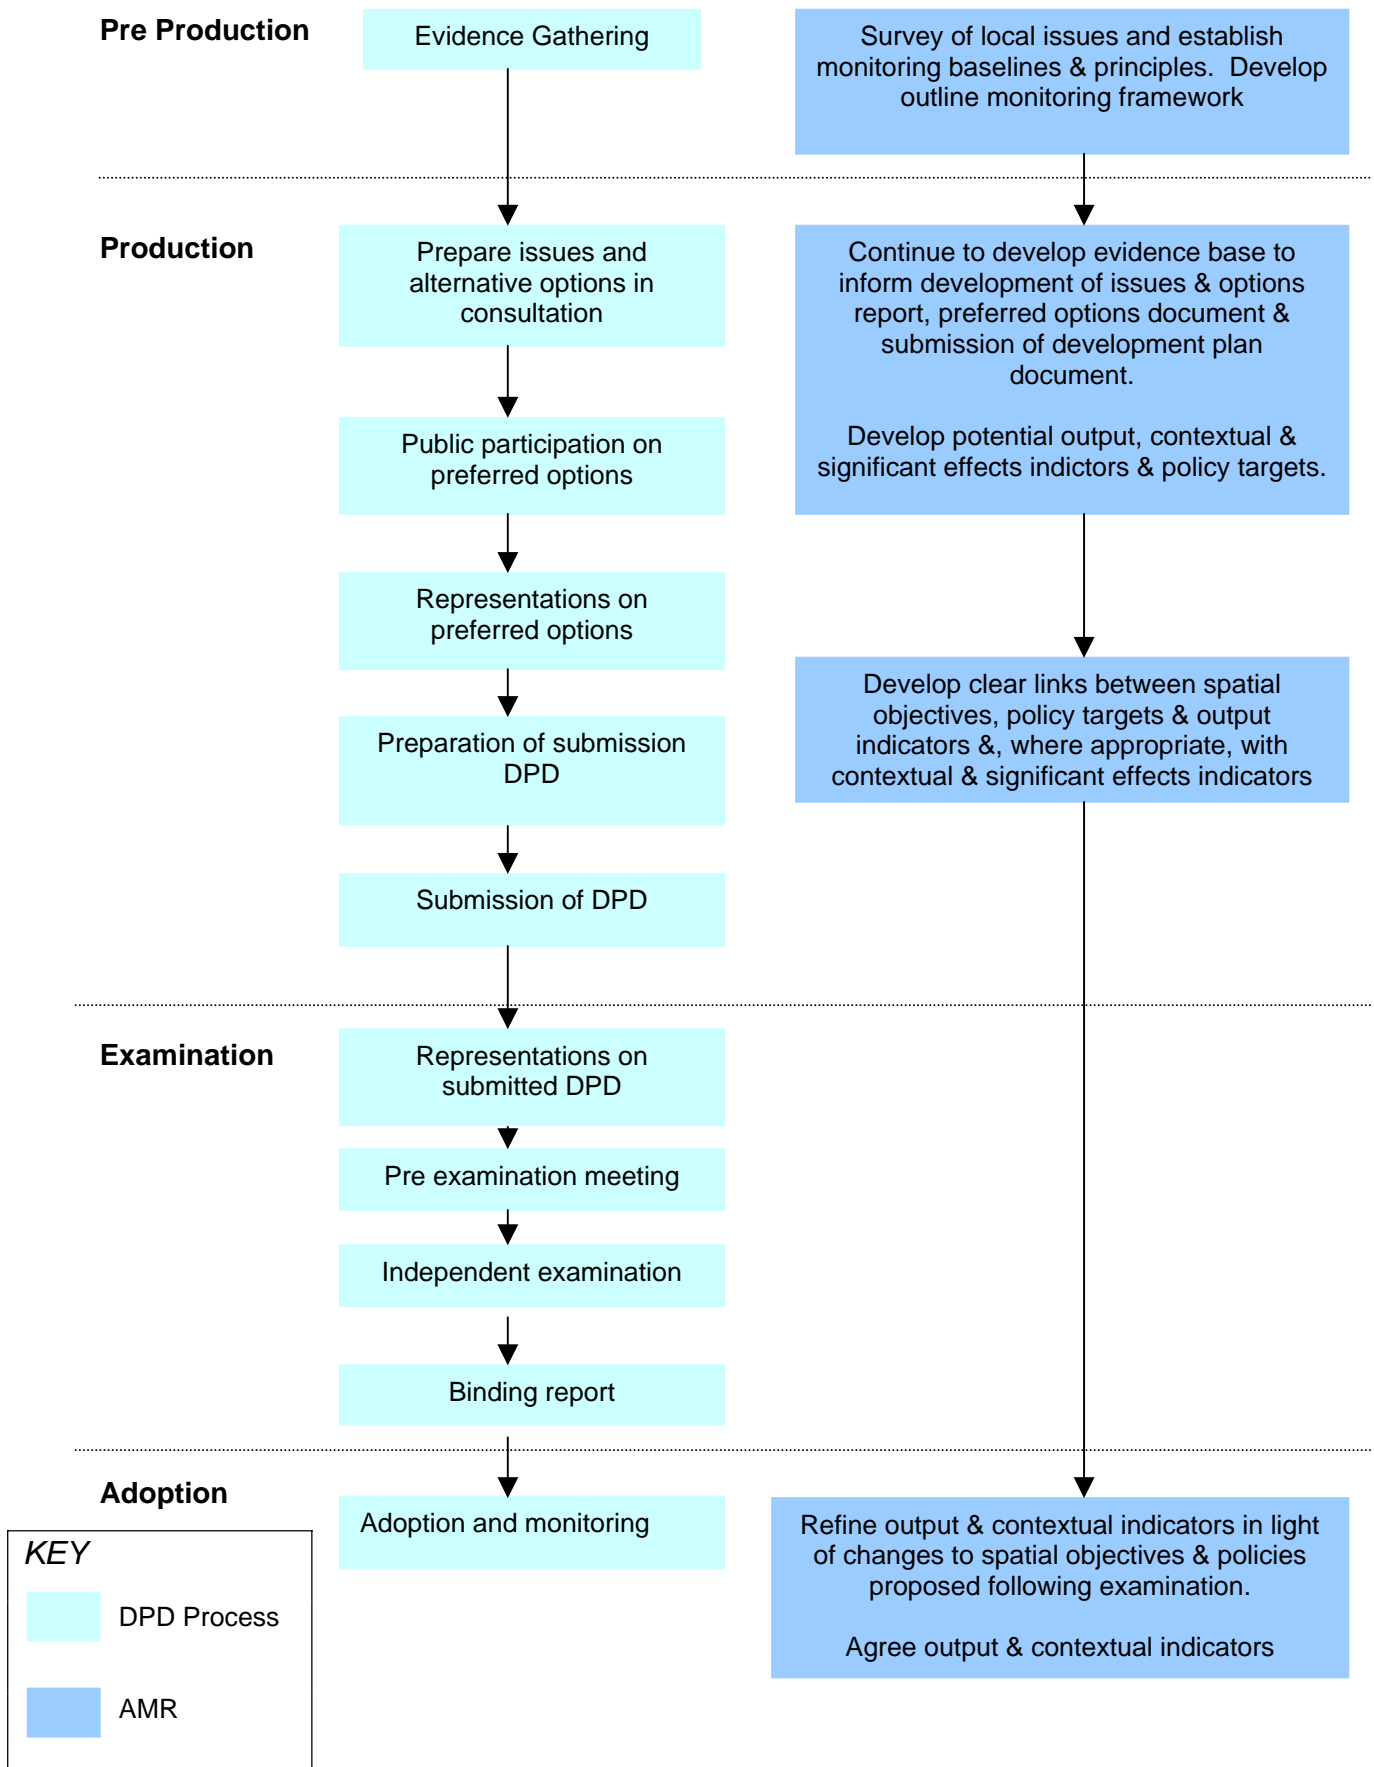 Pre Production
Evidence Gathering
Survey of local issues and establish
monitoring baselines & principles.  Develop
outline monitoring framework
Production
Prepare issues and
alternative options in
consultation
Continue to develop evidence base to
inform development of issues & options
report, preferred options document &
submission of development plan
document.
Develop potential output, contextual &
significant effects indictors & policy targets.
Public participation on
preferred options
Representations on
preferred options
Develop clear links between spatial
objectives, policy targets & output
indicators &, where appropriate, with
contextual & significant effects indicators
Preparation of submission
DPD
Submission of DPD
Examination
Representations on
submitted DPD
Pre examination meeting
Independent examination
Binding report
Adoption
Adoption and monitoring
Refine output & contextual indicators in light
of changes to spatial objectives & policies
proposed following examination.
Agree output & contextual indicators
KEY
DPD Process
AMR